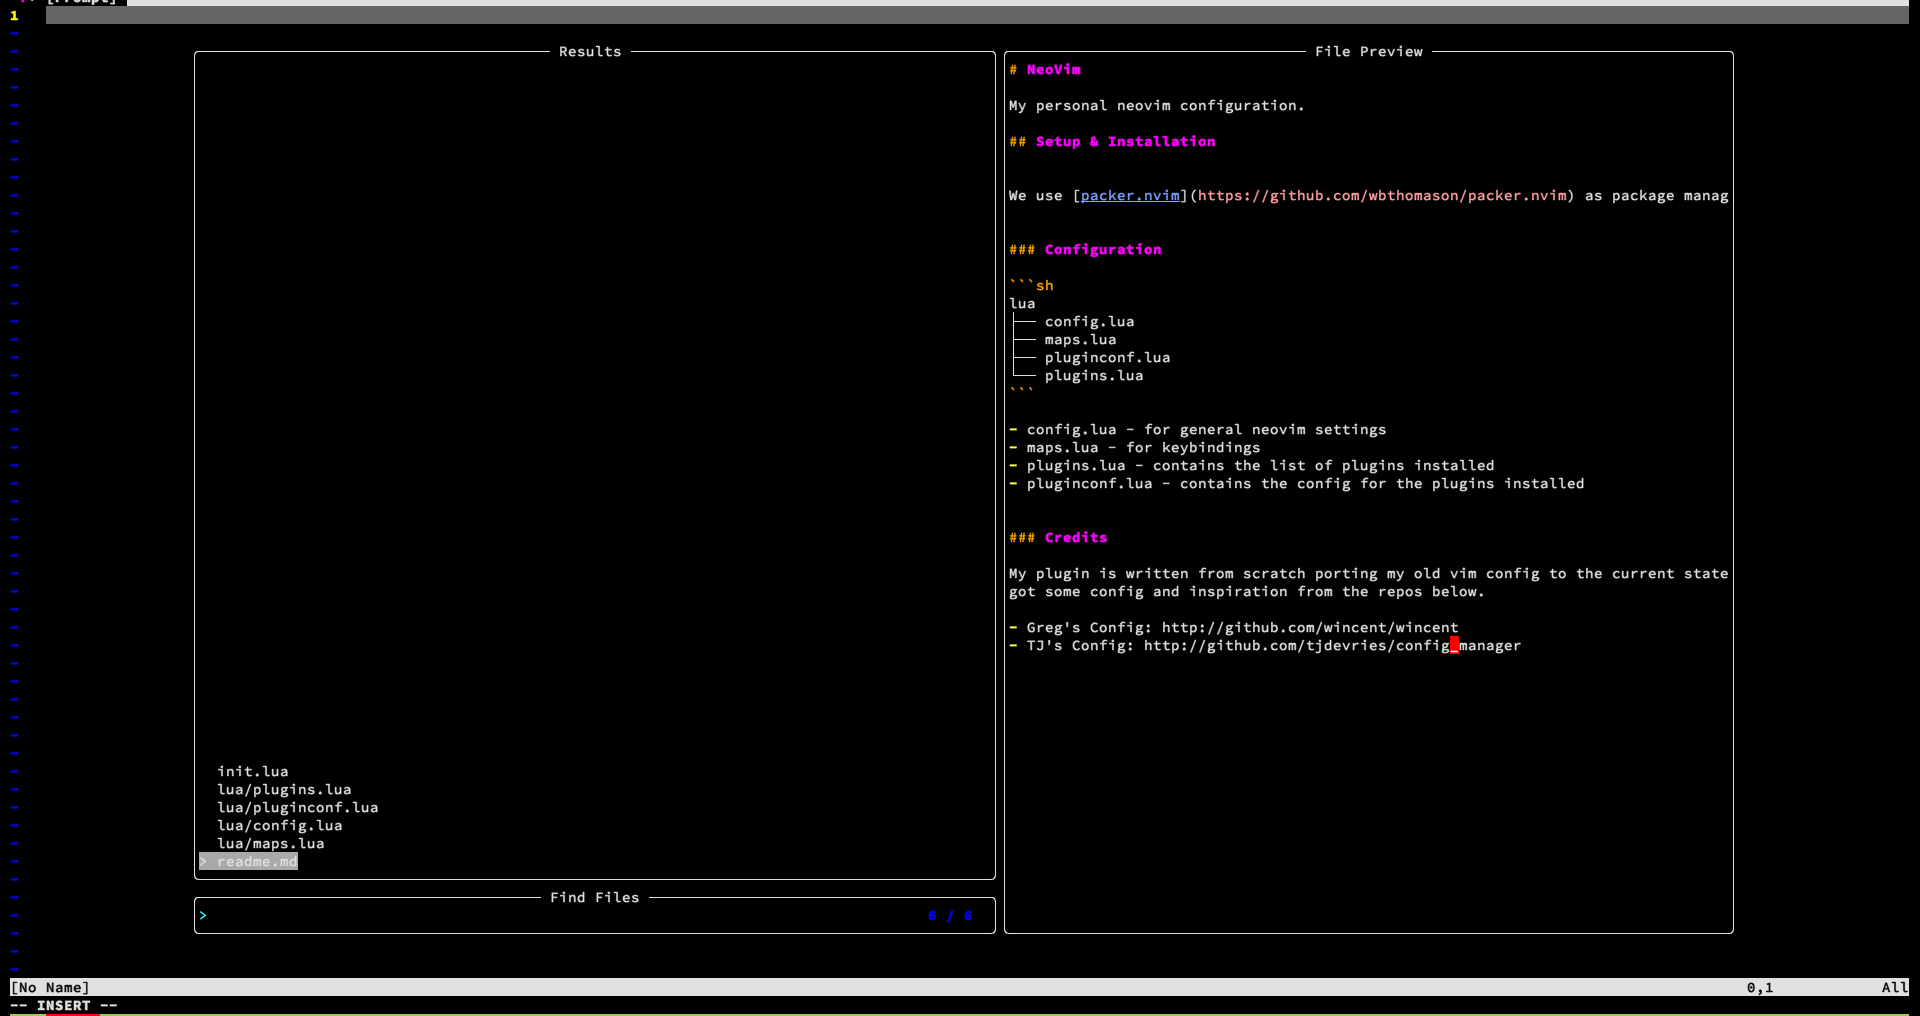 [Prompt]
1
Results
init.lua
lua/plugins.lua
lua/pluginconf.lua
lua/config.lua
lua/maps.lua
> readme.md
Find Files
> 6 / 6
File Preview
# NeoVim
My personal neovim configuration.
## Setup & Installation
We use [packer.nvim](https://github.com/wbthomason/packer.nvim) as package manag
### Configuration
```sh
lua
├── config.lua
├── maps.lua
├── pluginconf.lua
└── plugins.lua
```
- config.lua - for general neovim settings
- maps.lua - for keybindings
- plugins.lua - contains the list of plugins installed
- pluginconf.lua - contains the config for the plugins installed
### Credits
My plugin is written from scratch porting my old vim config to the current state
got some config and inspiration from the repos below.
- Greg's Config: http://github.com/wincent/wincent
- TJ's Config: http://github.com/tjdevries/config_manager
[No Name] 0,1 All
-- INSERT --